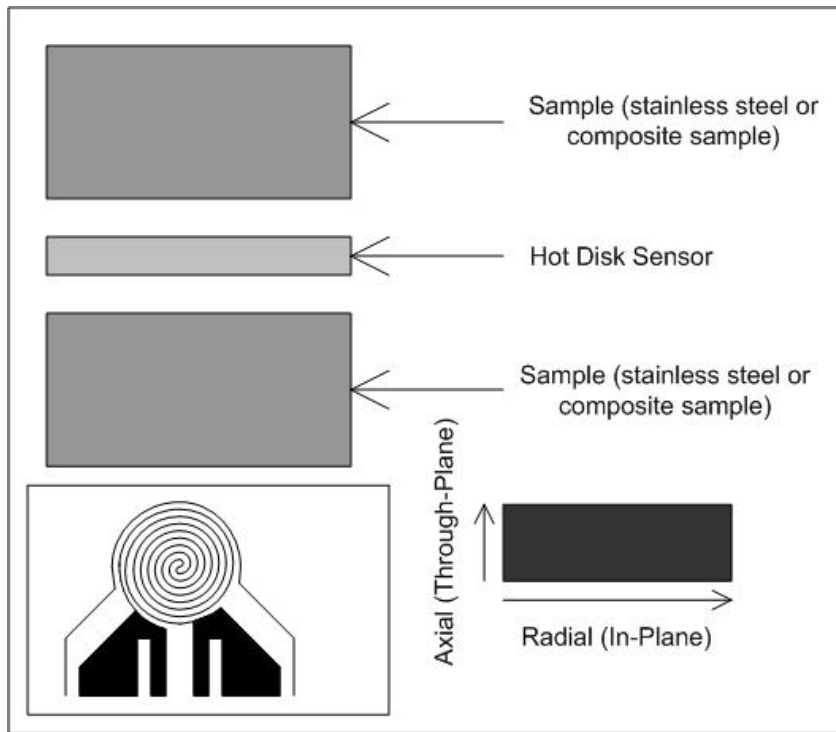 Sample (stainless steel or
composite sample)
Hot Disk Sensor
Sample (stainless steel or
composite sample)
Axial (Through-Plane)
Radial (In-Plane)